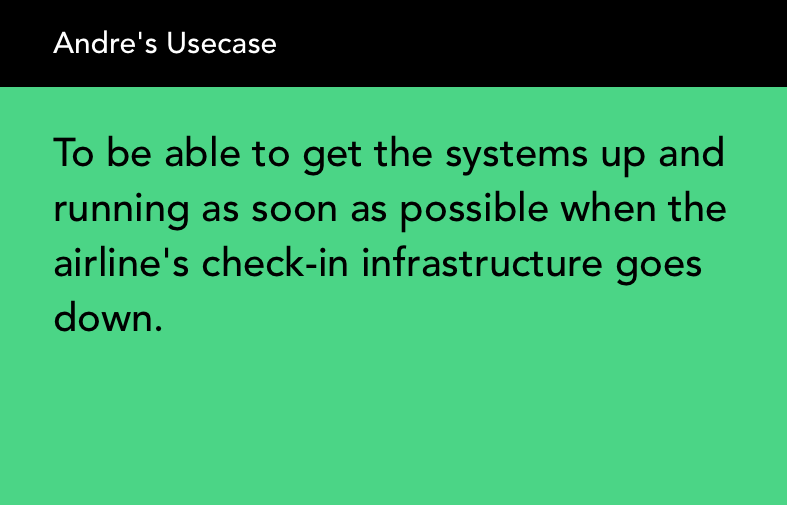 Andre's Usecase
To be able to get the systems up and
running as soon as possible when the
airline's check-in infrastructure goes
down.